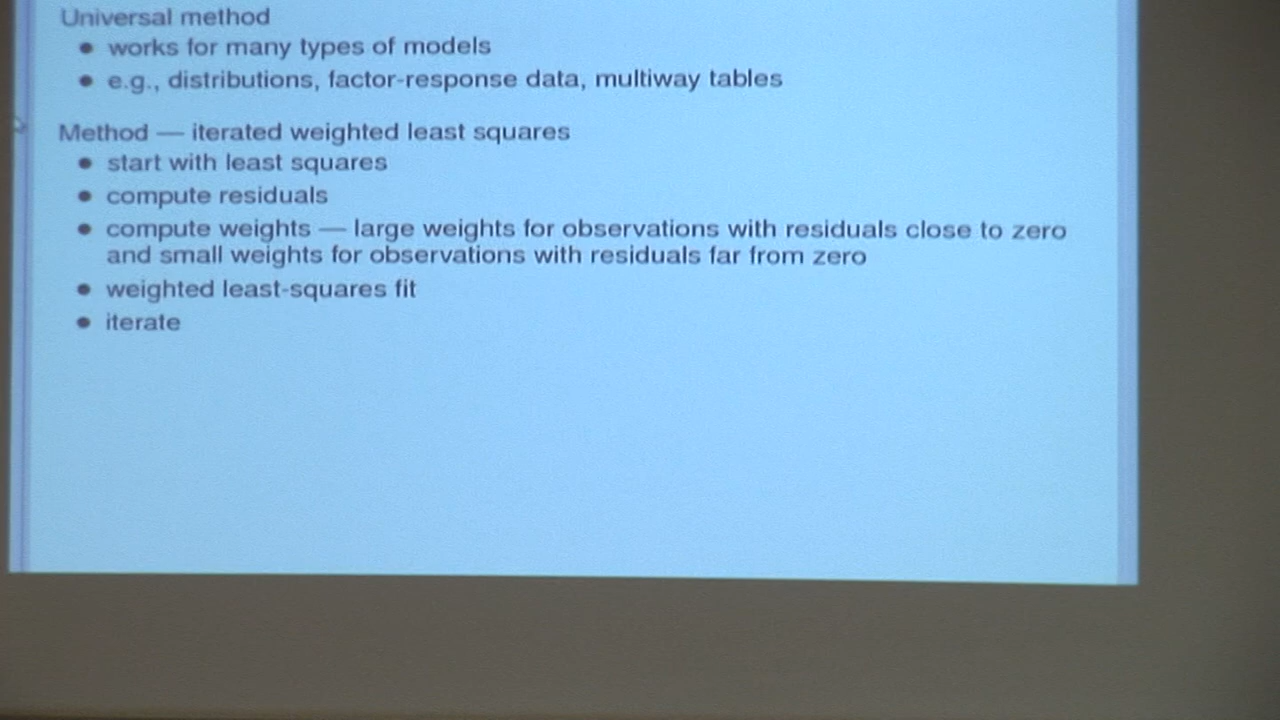 Universal method
● works for many types of models
● e.g., distributions, factor-response data, multiway tables
Method — iterated weighted least squares
● start with least squares
● compute residuals
● compute weights — large weights for observations with residuals close to zero
and small weights for observations with residuals far from zero
● weighted least-squares fit
● iterate